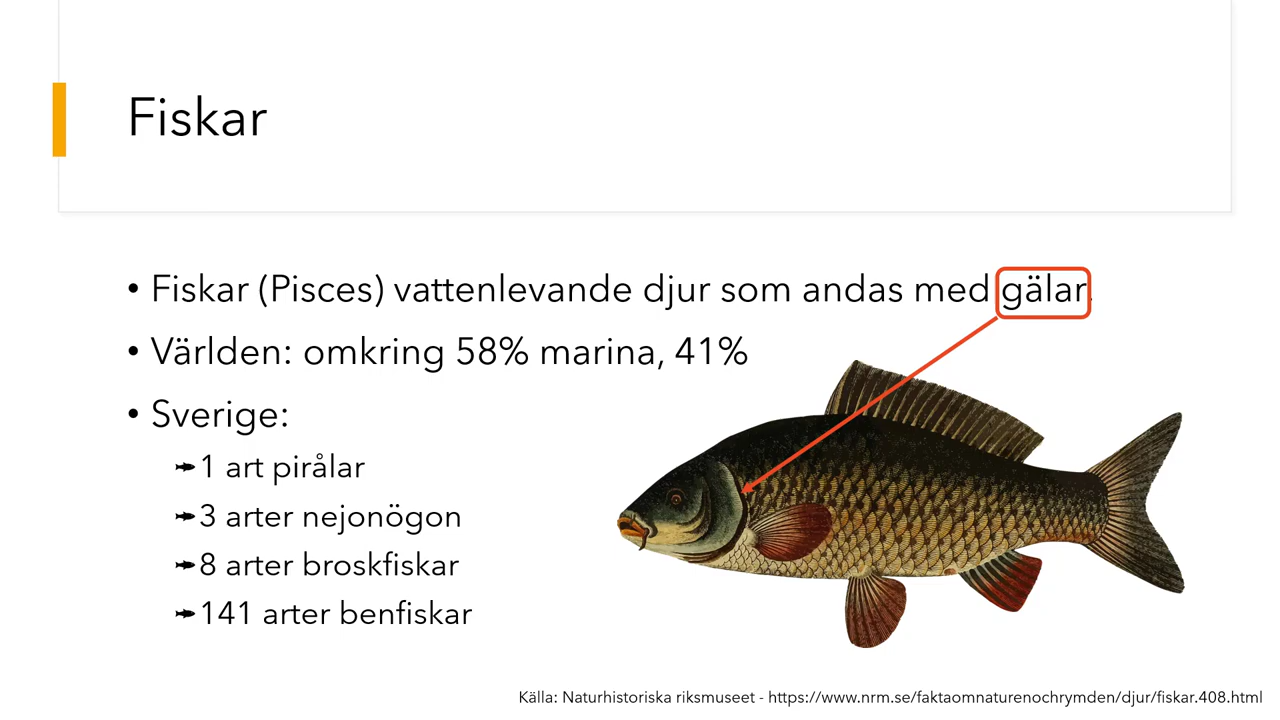 Fiskar
• Fiskar (Pisces) vattenlevande djur som andas med gälar.
• Världen: omkring 58% marina, 41%
• Sverige:
1 art pirålar
3 arter nejonögon
8 arter broskfiskar
141 arter benfiskar
Källa: Naturhistoriska riksmuseet - https://www.nrm.se/faktaomnaturenochrymden/djur/fiskar.408.html